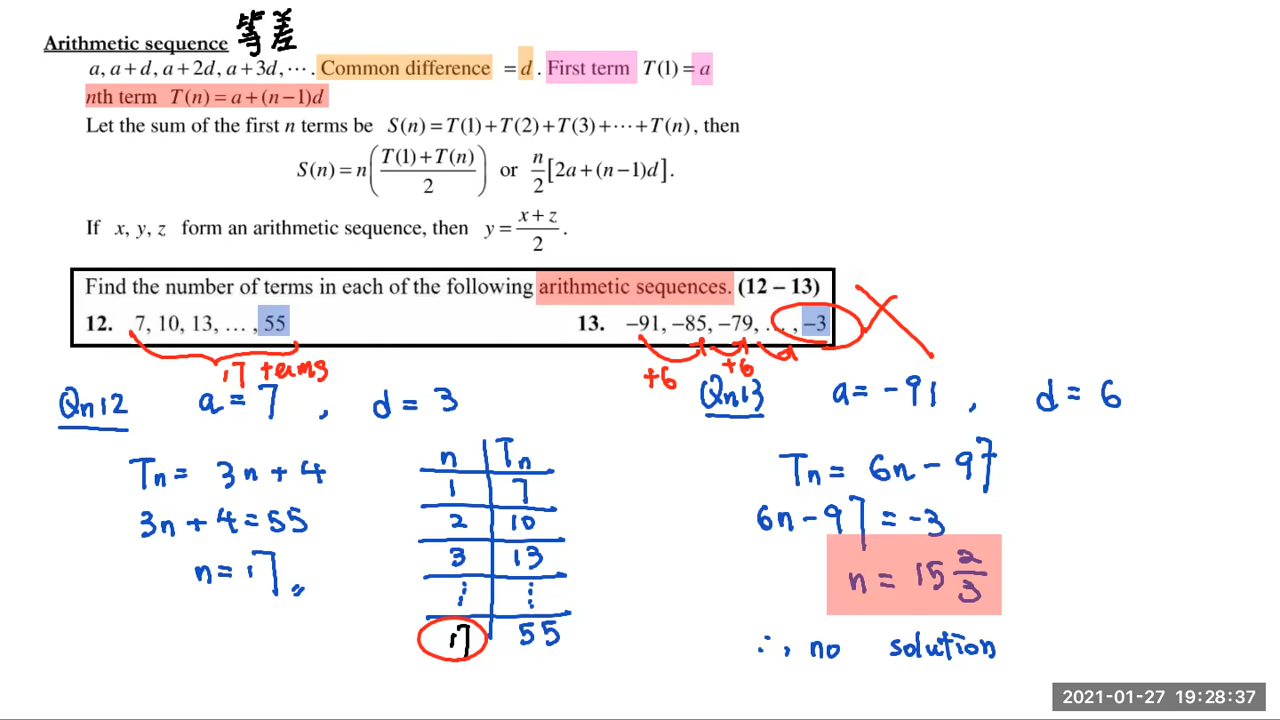 Arithmetic sequence 等差
a, a+d, a+2d, a+3d, ⋯. Common difference = d. First term T(1) = a
nth term T(n) = a+(n−1)d
Let the sum of the first n terms be S(n) = T(1)+T(2)+T(3)+⋯+T(n), then
S(n) = n((T(1)+T(n))/2) or n/2[2a+(n−1)d].
If x, y, z form an arithmetic sequence, then y = (x+z)/2.
Find the number of terms in each of the following arithmetic sequences. (12 – 13)
12. 7, 10, 13, … , 55 13. −91, −85, −79, … , −3
17 terms +6 +6
Qn12 a = 7, d = 3
Tn = 3n + 4
3n + 4 = 55
n = 17
n Tn
1 7
2 10
3 13
⋮ ⋮
17 55
Qn13 a = −91, d = 6
Tn = 6n − 97
6n − 97 = −3
n = 15 2/3
∴, no solution
2021-01-27 19:28:37